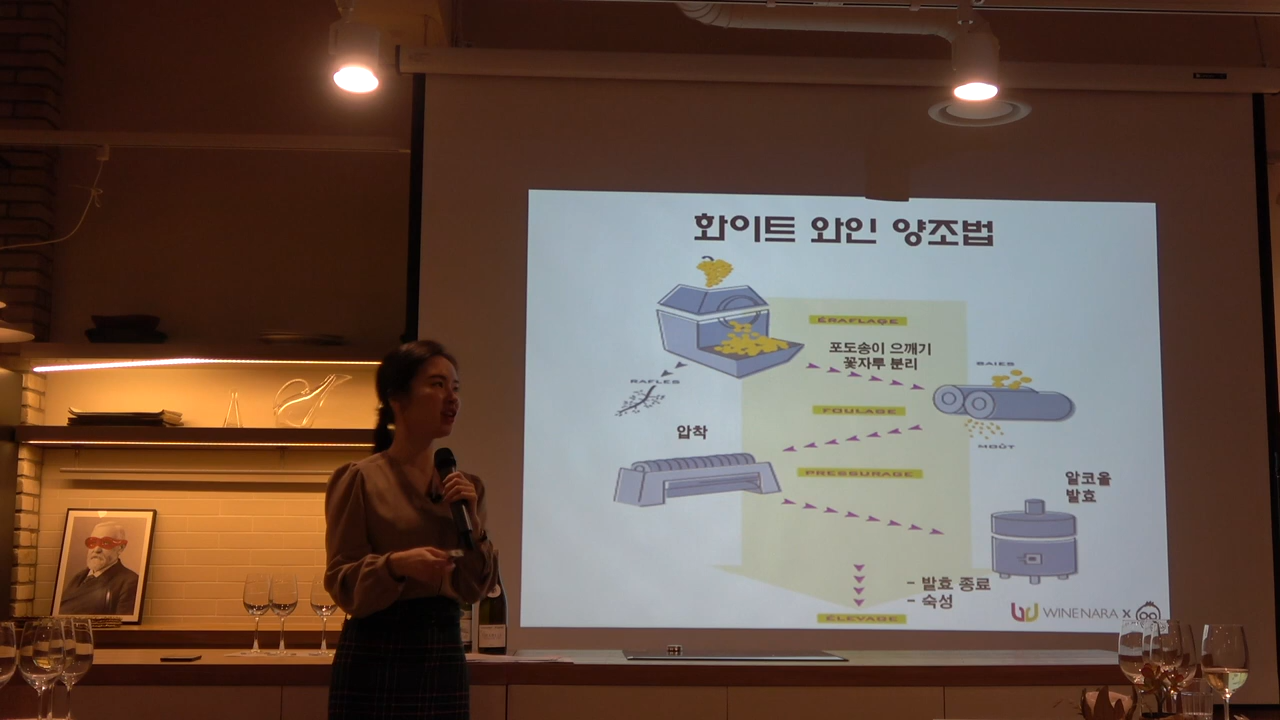 화이트 와인 양조법
ÉRAFLAGE
포도송이 으깨기
꽃자루 분리
RAFLES
BAIES
FOULAGE
MOÛT
압착
PRESSURAGE
알코올
발효
- 발효 종료
- 숙성
ÉLEVAGE
WINENARA X